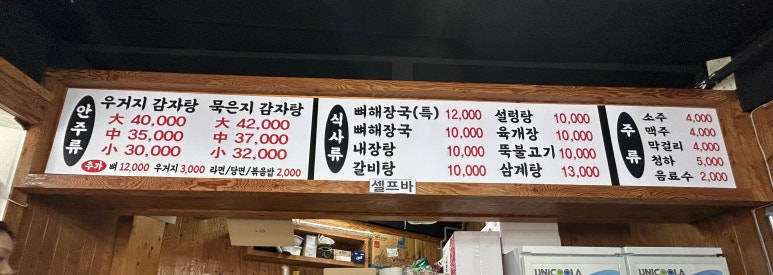 안주류
우거지 감자탕 묵은지 감자탕
大 40,000 大 42,000
中 35,000 中 37,000
小 30,000 小 32,000
추가 뼈 12,000 우거지 3,000 라면/당면/볶음밥 2,000
식사류
뼈해장국(특) 12,000 설렁탕 10,000
뼈해장국 10,000 육개장 10,000
내장탕 10,000 뚝불고기 10,000
갈비탕 10,000 삼계탕 13,000
주류
소주 4,000
맥주 4,000
막걸리 4,000
청하 5,000
음료수 2,000
셀프바
UNICOOLA UNICOOLA